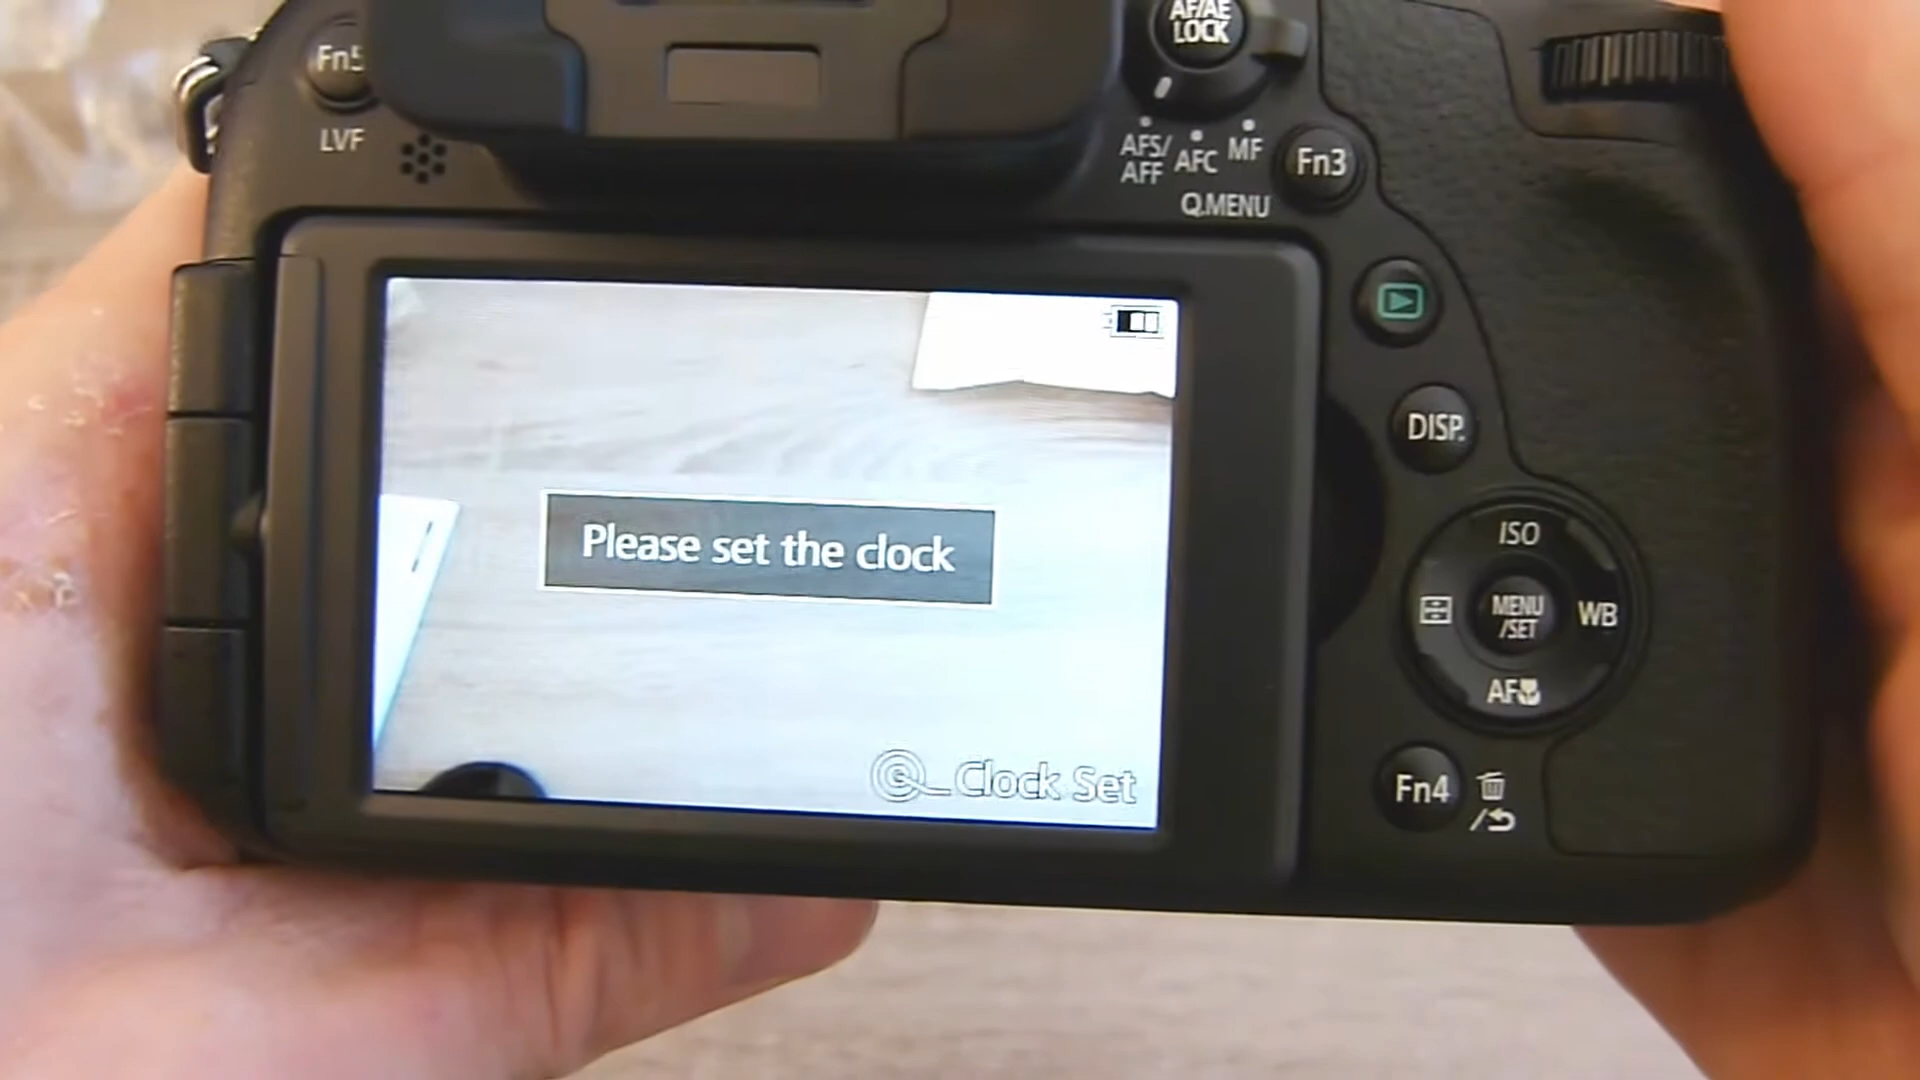 AF/AE
LOCK
Fn5
LVF
AFS/
AFF
AFC
MF
Fn3
Q.MENU
DISP.
Please set the clock
ISO
MENU
/SET
WB
AF
Clock Set
Fn4